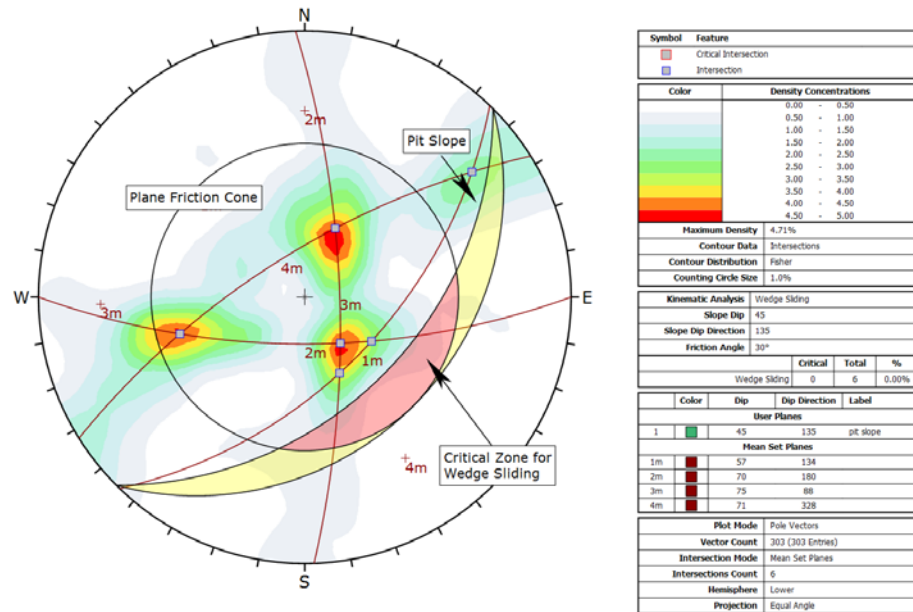 N
2m
Pit Slope
Plane Friction Cone
4m
W
3m
3m
E
2m
1m
4m
Critical Zone for
Wedge Sliding
S
Symbol Feature
Critical Intersection
Intersection
Color Density Concentrations
0.00 - 0.50
0.50 - 1.00
1.00 - 1.50
1.50 - 2.00
2.00 - 2.50
2.50 - 3.00
3.00 - 3.50
3.50 - 4.00
4.00 - 4.50
4.50 - 5.00
Maximum Density 4.71%
Contour Data Intersections
Contour Distribution Fisher
Counting Circle Size 1.0%
Kinematic Analysis Wedge Sliding
Slope Dip 45
Slope Dip Direction 135
Friction Angle 30°
Critical Total %
Wedge Sliding 0 6 0.00%
Color Dip Dip Direction Label
User Planes
1 45 135 pit slope
Mean Set Planes
1m 57 134
2m 70 180
3m 75 88
4m 71 328
Plot Mode Pole Vectors
Vector Count 303 (303 Entries)
Intersection Mode Mean Set Planes
Intersections Count 6
Hemisphere Lower
Projection Equal Angle